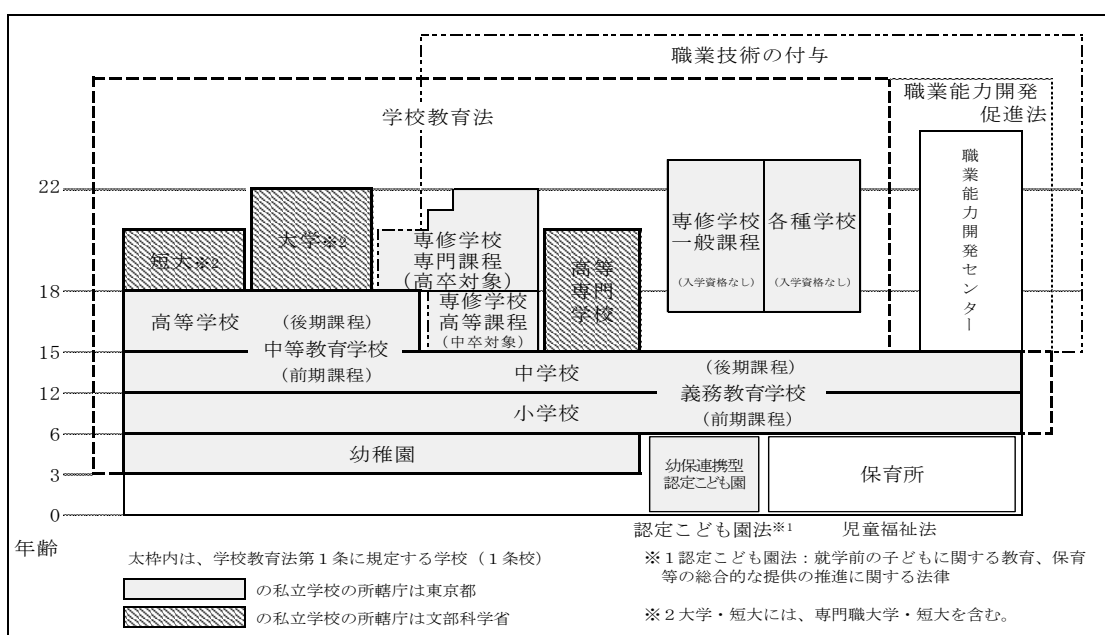 職業技術の付与
学校教育法
職業能力開発
促進法
22
18
15
12
6
3
0
年齢
短大※2
大学※2
専修学校
専門課程
(高卒対象)
専修学校
高等課程
(中卒対象)
高等
専門
学校
専修学校
一般課程
(入学資格なし)
各種学校
(入学資格なし)
職業能力開発センター
高等学校
(後期課程)
中等教育学校
(前期課程)
中学校
(後期課程)
義務教育学校
(前期課程)
小学校
幼稚園
幼保連携型
認定こども園
保育所
認定こども園法※1
児童福祉法
太枠内は、学校教育法第1条に規定する学校(1条校)
の私立学校の所轄庁は東京都
の私立学校の所轄庁は文部科学省
※1認定こども園法:就学前の子どもに関する教育、保育
等の総合的な提供の推進に関する法律
※2大学・短大には、専門職大学・短大を含む。